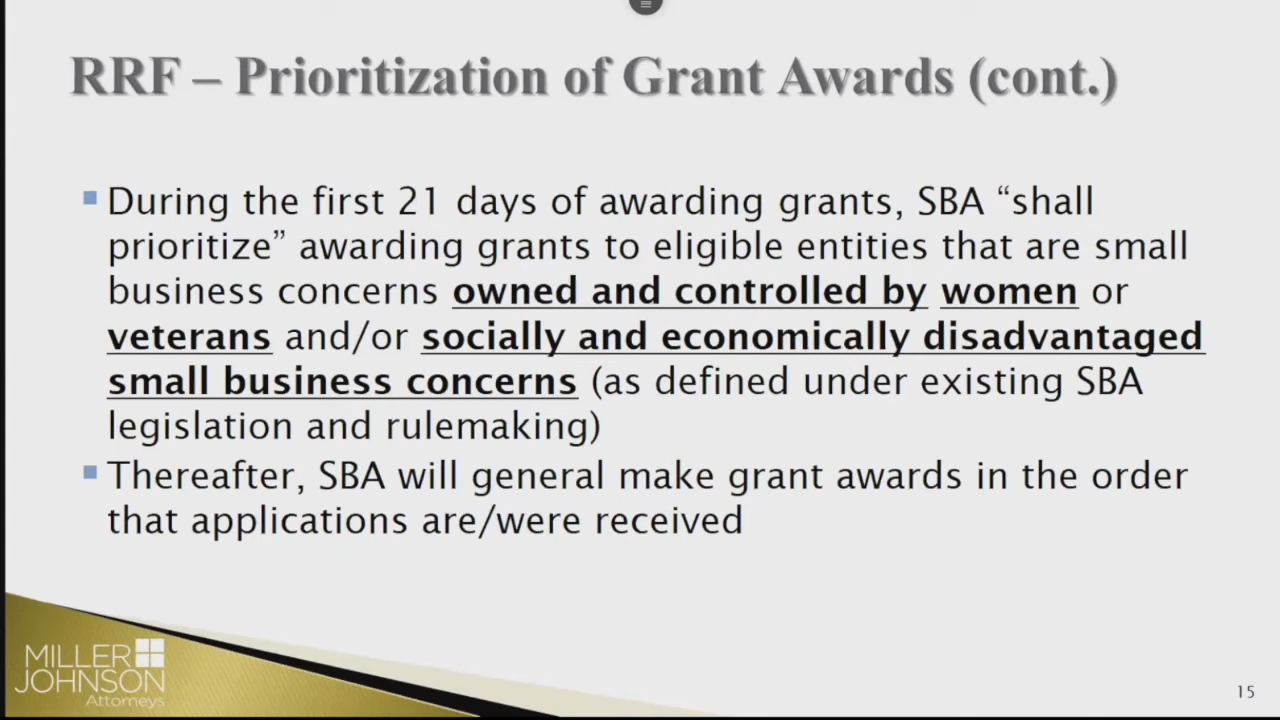 RRF – Prioritization of Grant Awards (cont.)
During the first 21 days of awarding grants, SBA “shall
prioritize” awarding grants to eligible entities that are small
business concerns owned and controlled by women or
veterans and/or socially and economically disadvantaged
small business concerns (as defined under existing SBA
legislation and rulemaking)
Thereafter, SBA will general make grant awards in the order
that applications are/were received
MILLER
JOHNSON
Attorneys
15